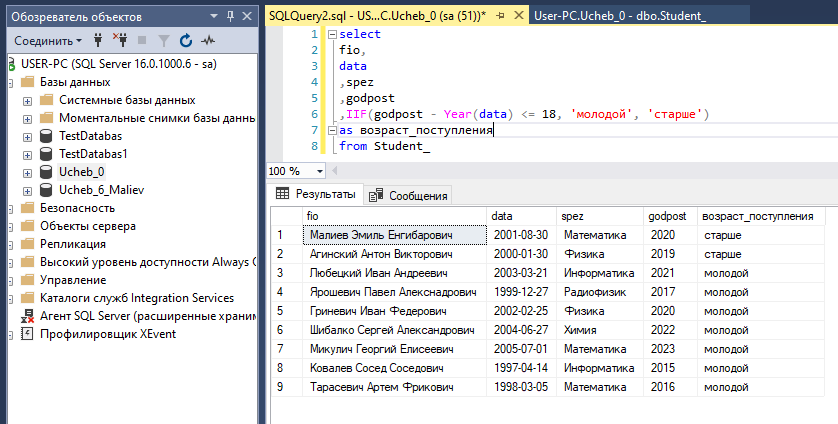 Обозреватель объектов
Соединить
USER-PC (SQL Server 16.0.1000.6 - sa)
Базы данных
Системные базы данных
Моментальные снимки базы данн
TestDatabas
TestDatabas1
Ucheb_0
Ucheb_6_Maliev
Безопасность
Объекты сервера
Репликация
Высокий уровень доступности Always O
Управление
Каталоги служб Integration Services
Агент SQL Server (расширенные храним
Профилировщик XEvent
SQLQuery2.sql - US...C.Ucheb_0 (sa (51))* User-PC.Ucheb_0 - dbo.Student_
1 select
2 fio,
3 data
4 ,spez
5 ,godpost
6 ,IIF(godpost - Year(data) <= 18, 'молодой', 'старше')
7 as возраст_поступления
8 from Student_
100 %
Результаты Сообщения
fio data spez godpost возраст_поступления
1 Малиев Эмиль Енгибарович 2001-08-30 Математика 2020 старше
2 Агинский Антон Викторович 2000-01-30 Физика 2019 старше
3 Любецкий Иван Андреевич 2003-03-21 Информатика 2021 молодой
4 Ярошевич Павел Алекснадрович 1999-12-27 Радиофизик 2017 молодой
5 Гриневич Иван Федерович 2002-02-25 Физика 2020 молодой
6 Шибалко Сергей Александрович 2004-06-27 Химия 2022 молодой
7 Микулич Георгий Елисеевич 2005-07-01 Математика 2023 молодой
8 Ковалев Сосед Соседович 1997-04-14 Информатика 2015 молодой
9 Тарасевич Артем Фрикович 1998-03-05 Математика 2016 молодой